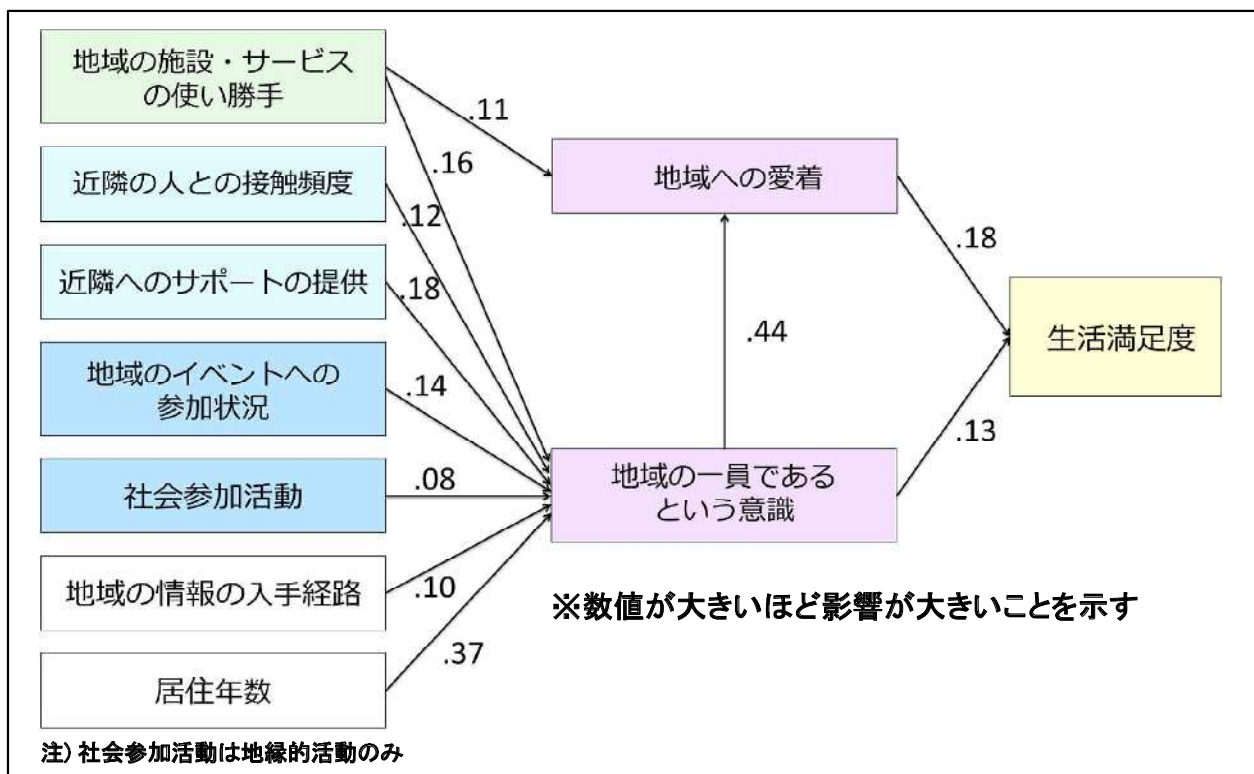 地域の施設・サービス
の使い勝手
近隣の人との接触頻度
近隣へのサポートの提供
地域のイベントへの
参加状況
社会参加活動
地域の情報の入手経路
居住年数
注) 社会参加活動は地縁的活動のみ
.11
.16
.12
.18
.14
.08
.10
.37
地域への愛着
.44
地域の一員である
という意識
※数値が大きいほど影響が大きいことを示す
.18
.13
生活満足度